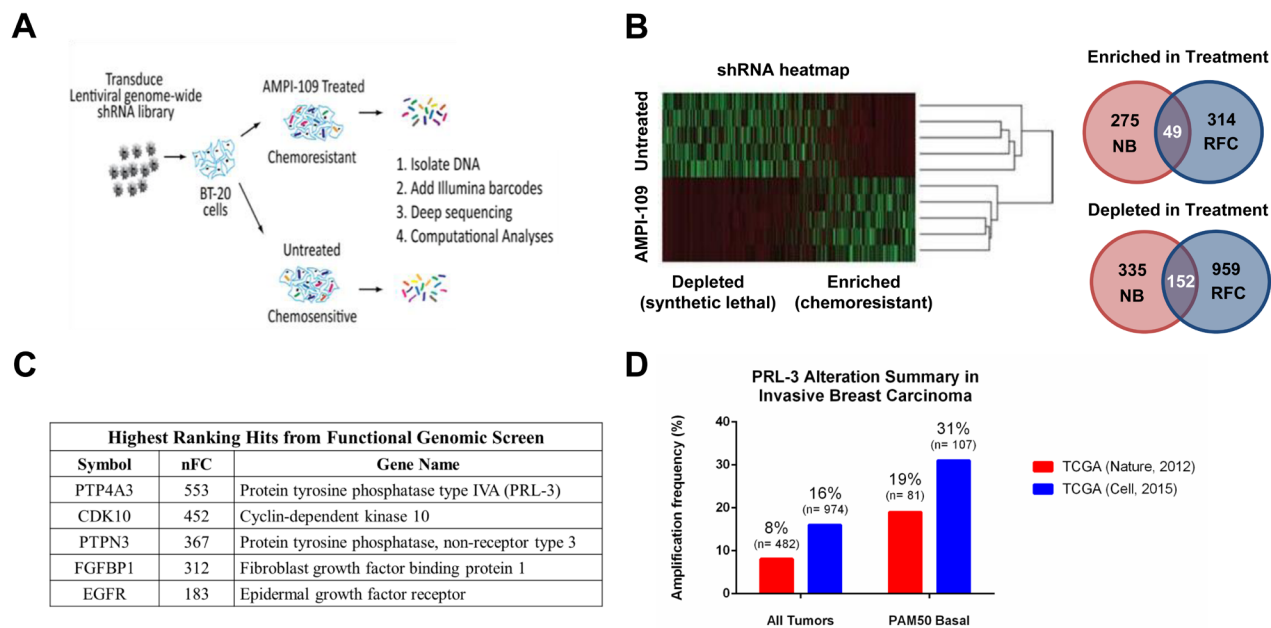 A
Transduce
Lentiviral genome-wide
shRNA library
BT-20
cells
AMPI-109 Treated
Chemoresistant
Untreated
Chemosensitive
1. Isolate DNA
2. Add Illumina barcodes
3. Deep sequencing
4. Computational Analyses
B
shRNA heatmap
Untreated
AMPI-109
Depleted
(synthetic lethal)
Enriched
(chemoresistant)
Enriched in Treatment
275
NB
49
314
RFC
Depleted in Treatment
335
NB
152
959
RFC
C
Highest Ranking Hits from Functional Genomic Screen
Symbol nFC Gene Name
PTP4A3 553 Protein tyrosine phosphatase type IVA (PRL-3)
CDK10 452 Cyclin-dependent kinase 10
PTPN3 367 Protein tyrosine phosphatase, non-receptor type 3
FGFBP1 312 Fibroblast growth factor binding protein 1
EGFR 183 Epidermal growth factor receptor
D
PRL-3 Alteration Summary in
Invasive Breast Carcinoma
Amplification frequency (%)
40
30
20
10
0
8%
(n= 482)
16%
(n= 974)
19%
(n= 81)
31%
(n= 107)
All Tumors
PAM50 Basal
TCGA (Nature, 2012)
TCGA (Cell, 2015)